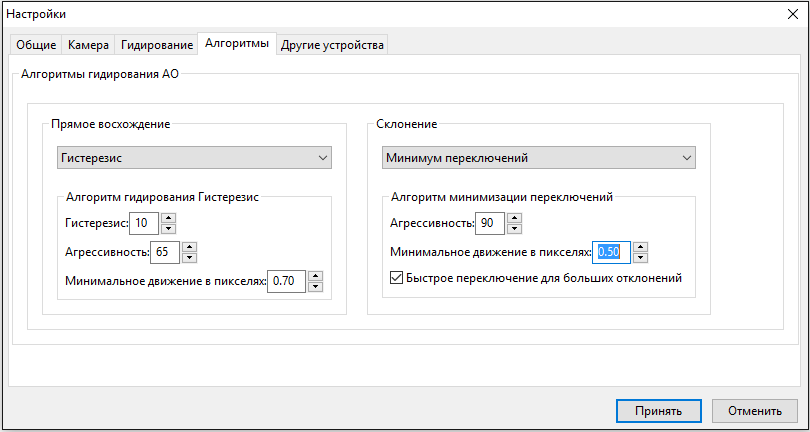 Настройки
Общие Камера Гидирование Алгоритмы Другие устройства
Алгоритмы гидирования АО
Прямое восхождение
Гистерезис
Алгоритм гидирования Гистерезис
Гистерезис: 10
Агрессивность: 65
Минимальное движение в пикселях: 0.70
Склонение
Минимум переключений
Алгоритм минимизации переключений
Агрессивность: 90
Минимальное движение в пикселях: 0.50
Быстрое переключение для больших отклонений
Принять Отменить